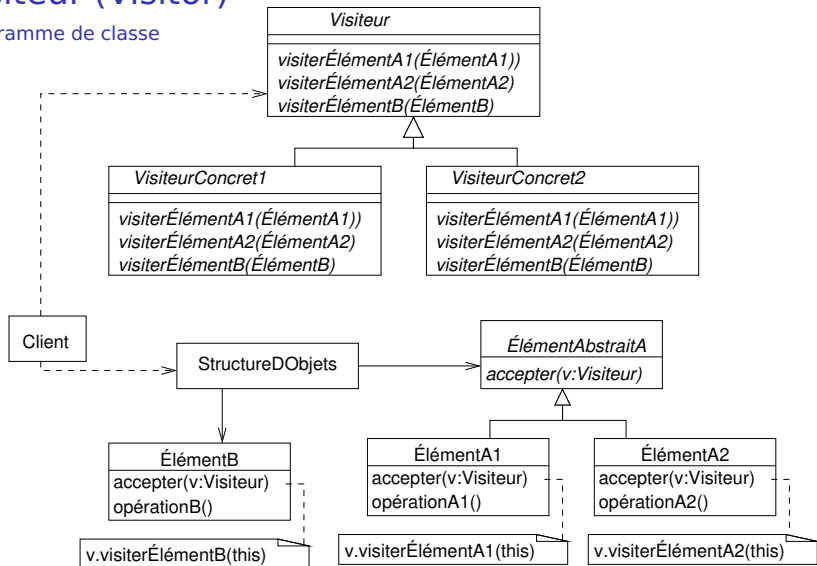 Visiteur
visiterÉlémentA1(ÉlémentA1))
visiterÉlémentA2(ÉlémentA2)
visiterÉlémentB(ÉlémentB)
VisiteurConcret1
visiterÉlémentA1(ÉlémentA1))
visiterÉlémentA2(ÉlémentA2)
visiterÉlémentB(ÉlémentB)
VisiteurConcret2
visiterÉlémentA1(ÉlémentA1))
visiterÉlémentA2(ÉlémentA2)
visiterÉlémentB(ÉlémentB)
(Visitor)
de classe
Client
StructureDObjets
ÉlémentAbstraitA
accepter(v:Visiteur)
ÉlémentB
accepter(v:Visiteur)
opérationB()
v.visiterÉlémentB(this)
ÉlémentA1
accepter(v:Visiteur)
opérationA1()
v.visiterÉlémentA1(this)
ÉlémentA2
accepter(v:Visiteur)
opérationA2()
v.visiterÉlémentA2(this)